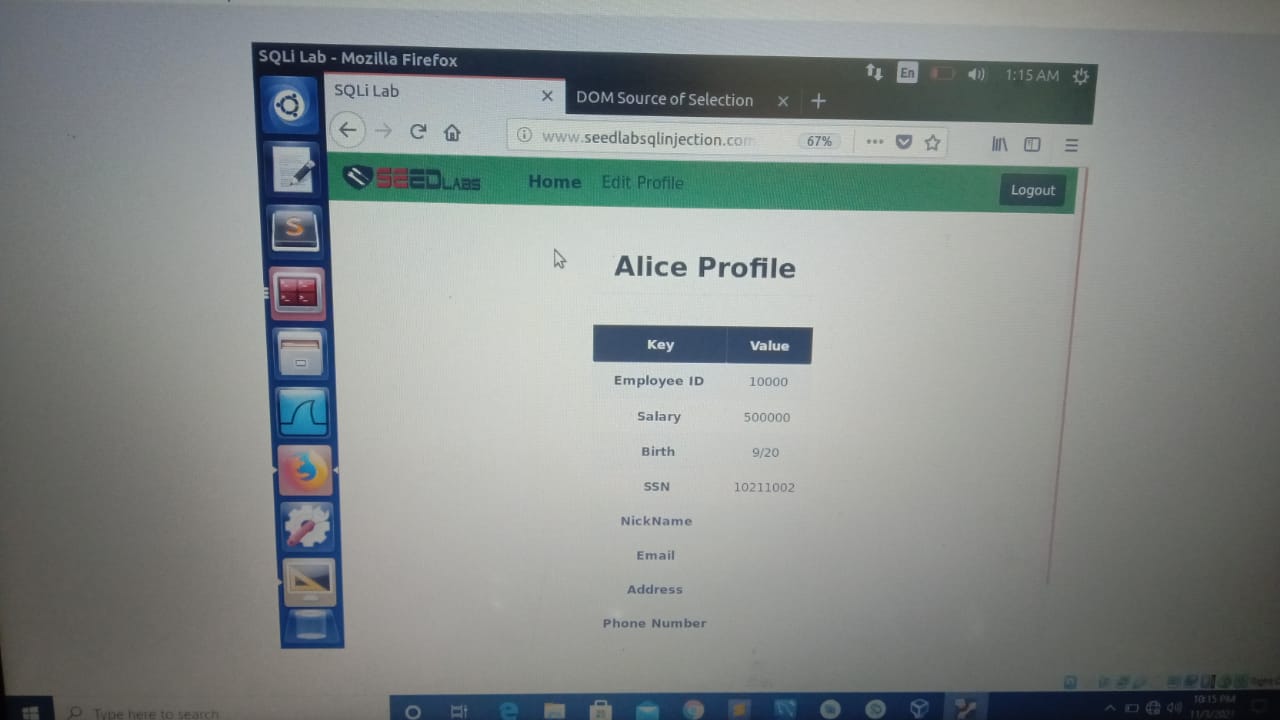 SQLi Lab - Mozilla Firefox
En
1:15 AM
SQLi Lab
DOM Source of Selection
www.seedlabsqlinjection.com
67%
SEEDLABS
Home
Edit Profile
Logout
Alice Profile
Key Value
Employee ID 10000
Salary 500000
Birth 9/20
SSN 10211002
NickName
Email
Address
Phone Number
Type here to search
10:15 PM